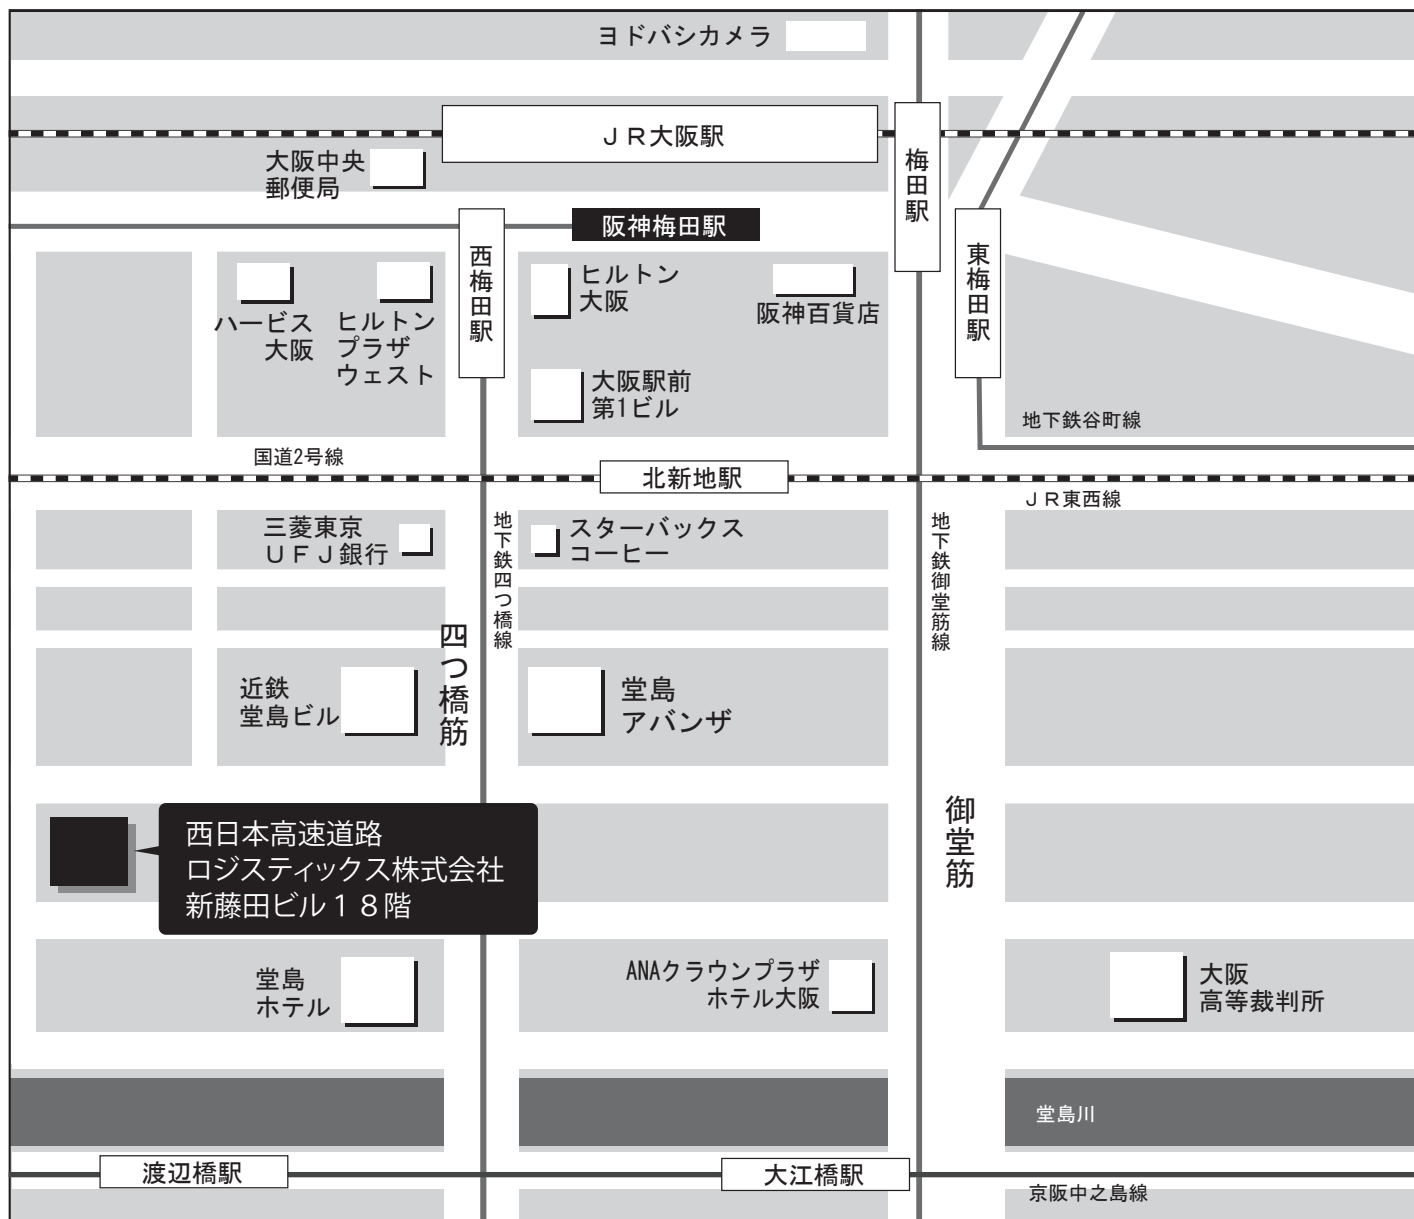 ヨドバシカメラ
ＪＲ大阪駅
梅田駅
大阪中央
郵便局
阪神梅田駅
西梅田駅
東梅田駅
ハービス
大阪
ヒルトン
プラザ
ウェスト
ヒルトン
大阪
阪神百貨店
大阪駅前
第1ビル
地下鉄谷町線
国道2号線
北新地駅
ＪＲ東西線
三菱東京
ＵＦＪ銀行
地下鉄四つ橋線
スターバックス
コーヒー
地下鉄御堂筋線
四つ橋筋
近鉄
堂島ビル
堂島
アバンザ
御堂筋
西日本高速道路
ロジスティックス株式会社
新藤田ビル１８階
堂島
ホテル
ANAクラウンプラザ
ホテル大阪
大阪
高等裁判所
堂島川
渡辺橋駅
大江橋駅
京阪中之島線